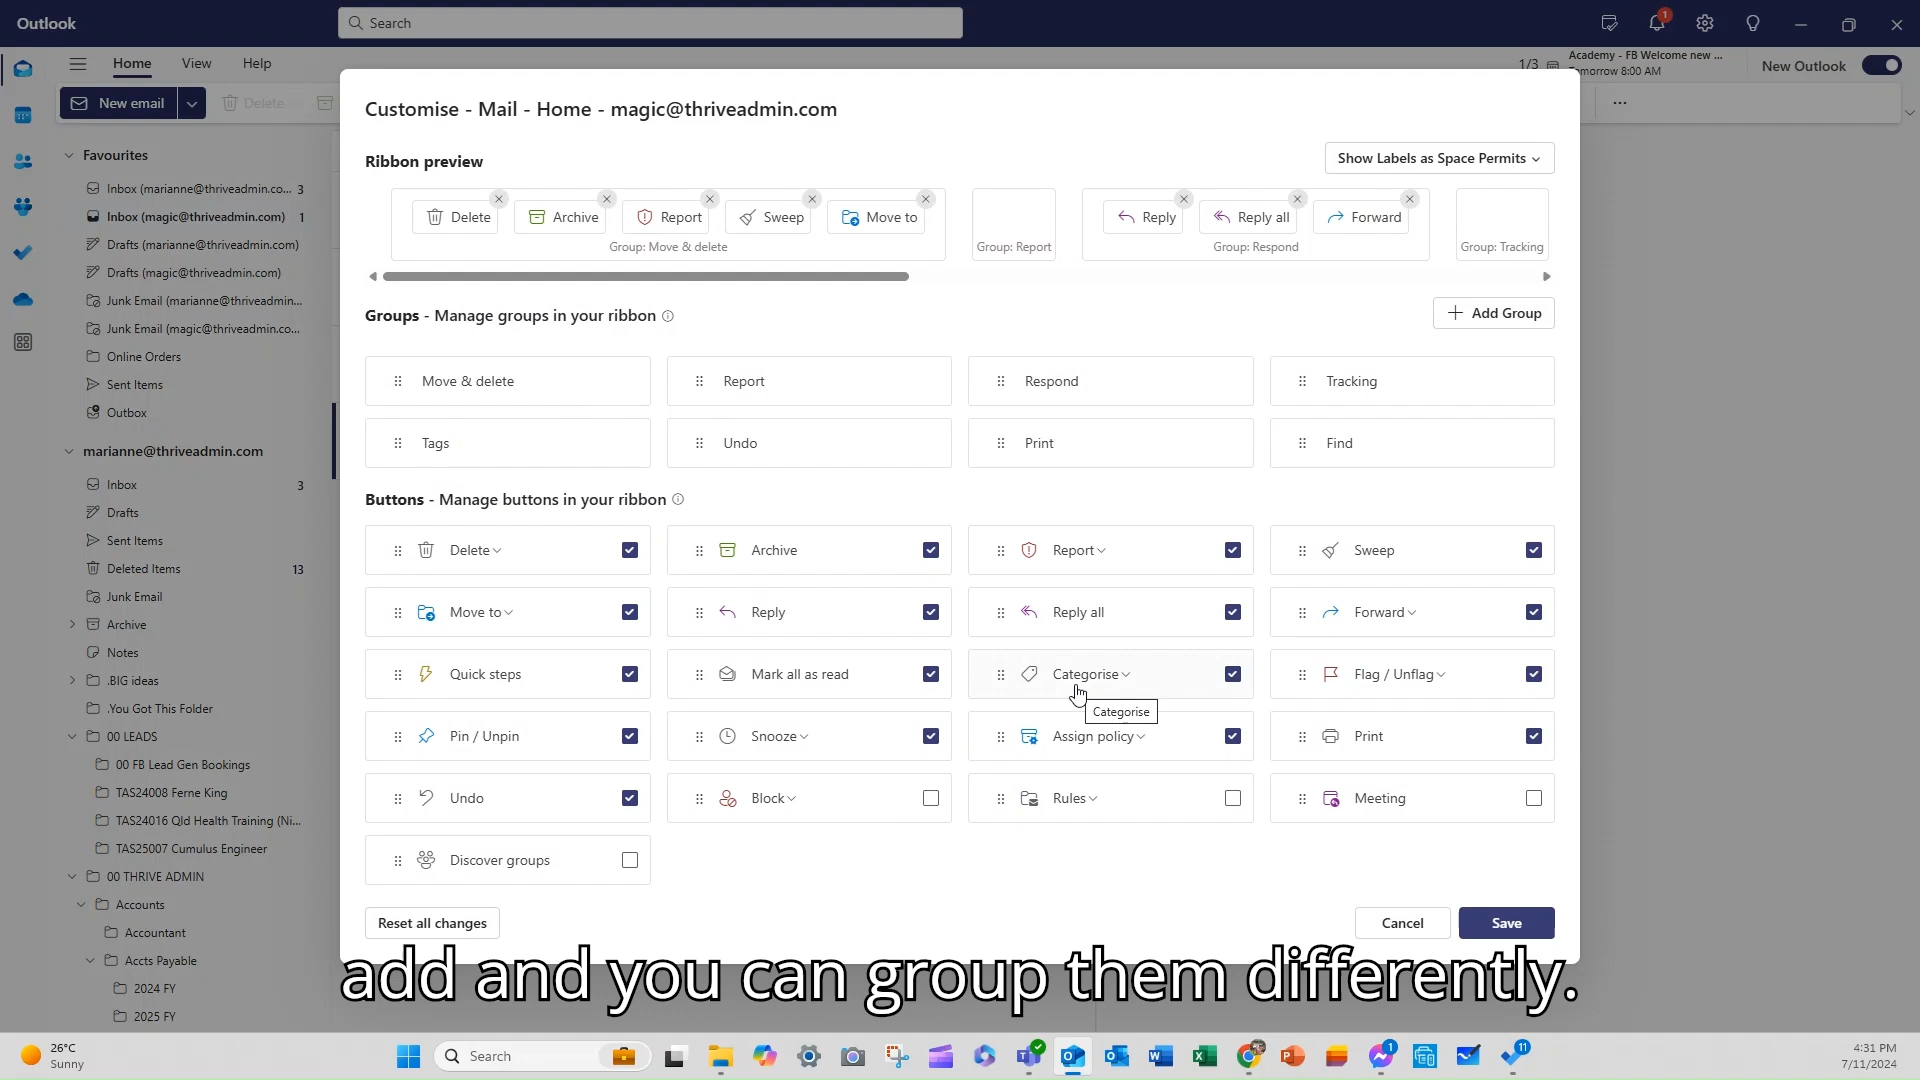 Outlook
Search
1
Home
View
Help
1/3
Academy - FB Welcome new ...
Tomorrow 8:00 AM
New Outlook
New email
Delete
Favourites
Inbox (marianne@thriveadmin.co... 3
Inbox (magic@thriveadmin.com) 1
Drafts (marianne@thriveadmin.com)
Drafts (magic@thriveadmin.com)
Junk Email (marianne@thriveadmin...
Junk Email (magic@thriveadmin.co...
Online Orders
Sent Items
Outbox
marianne@thriveadmin.com
Inbox 3
Drafts
Sent Items
Deleted Items 13
Junk Email
Archive
Notes
.BIG ideas
.You Got This Folder
00 LEADS
00 FB Lead Gen Bookings
TAS24008 Ferne King
TAS24016 Qld Health Training (Ni...
TAS25007 Cumulus Engineer
00 THRIVE ADMIN
Accounts
Accountant
Accts Payable
2024 FY
2025 FY
Customise - Mail - Home - magic@thriveadmin.com
Ribbon preview
Show Labels as Space Permits
Delete Archive Report Sweep Move to
Group: Move & delete
Group: Report
Reply Reply all Forward
Group: Respond
Group: Tracking
Groups - Manage groups in your ribbon
Add Group
Move & delete Report Respond Tracking
Tags Undo Print Find
Buttons - Manage buttons in your ribbon
Delete Archive Report Sweep
Move to Reply Reply all Forward
Quick steps Mark all as read Categorise Flag / Unflag
Categorise
Pin / Unpin Snooze Assign policy Print
Undo Block Rules Meeting
Discover groups
Reset all changes
Cancel
Save
add and you can group them differently.
26°C
Sunny
Search
1
11
4:31 PM
7/11/2024